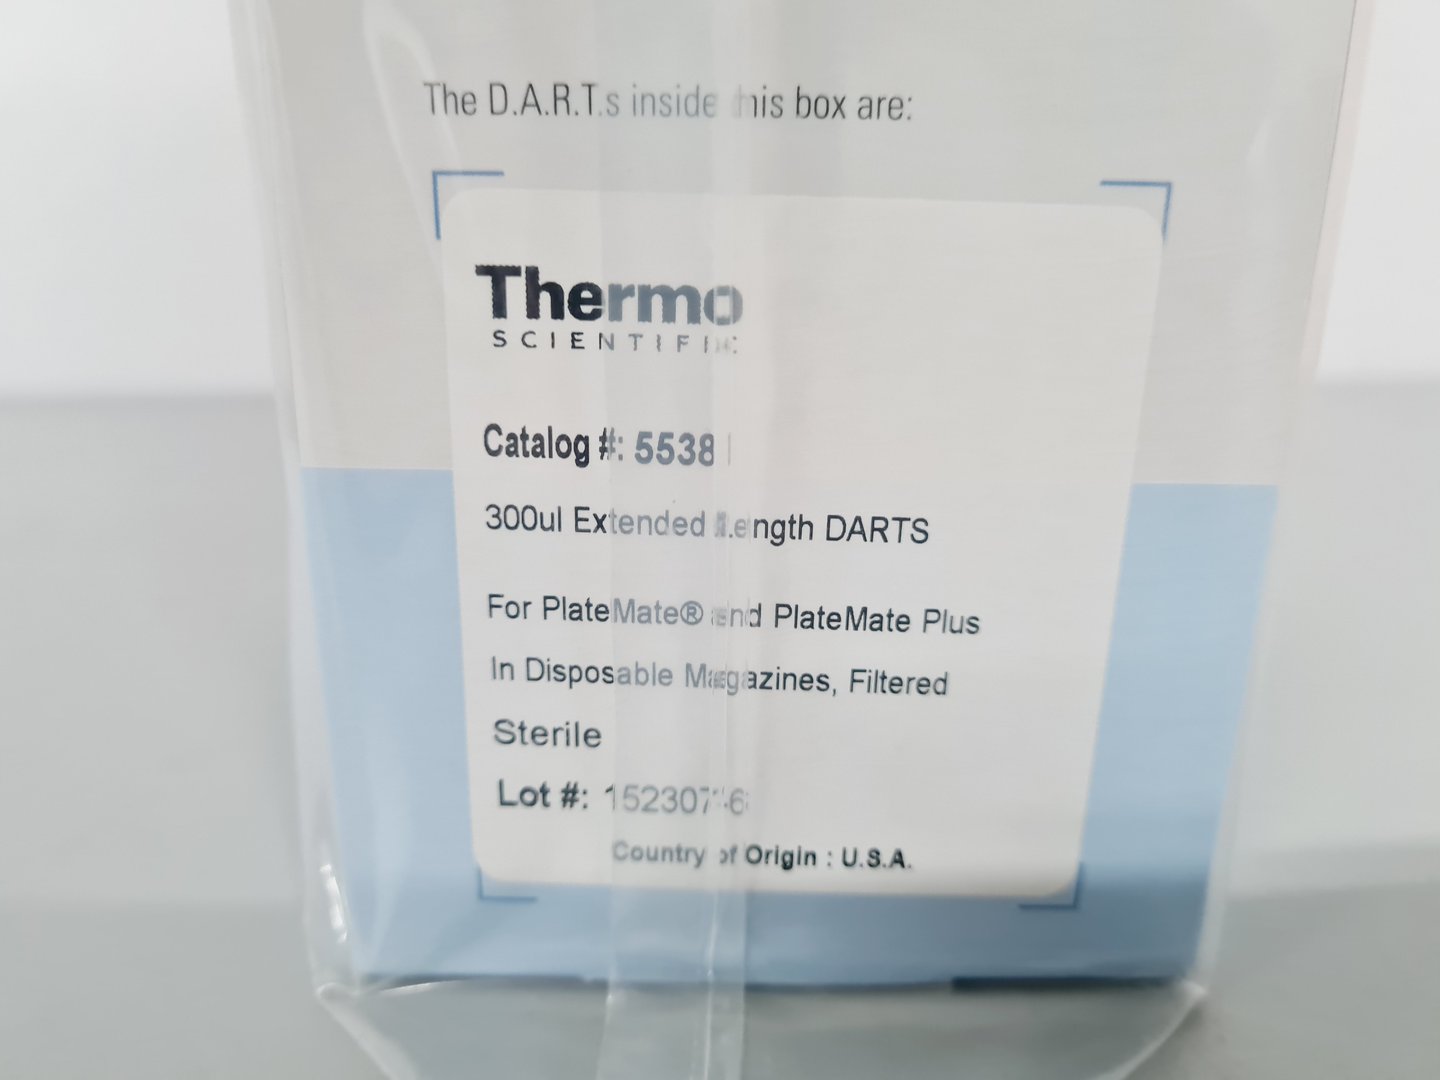 The D.A.R.T.s inside this box are:
Thermo
SCIENTIFIC
Catalog #:
300ul Extended Length DARTS
For PlateMate® and PlateMate Plus
In Disposable Magazines, Filtered
Sterile
Lot #:
Country of Origin : U.S.A.